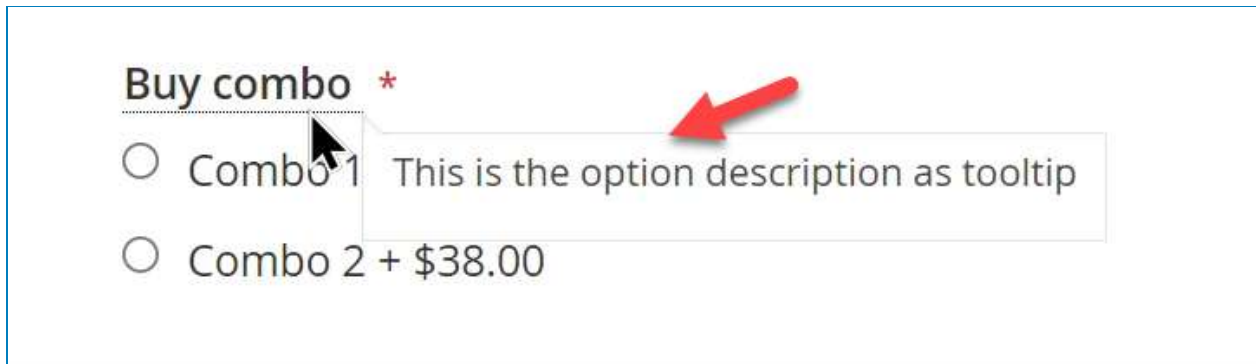 Buy combo *
Combo 1
This is the option description as tooltip
Combo 2 + $38.00